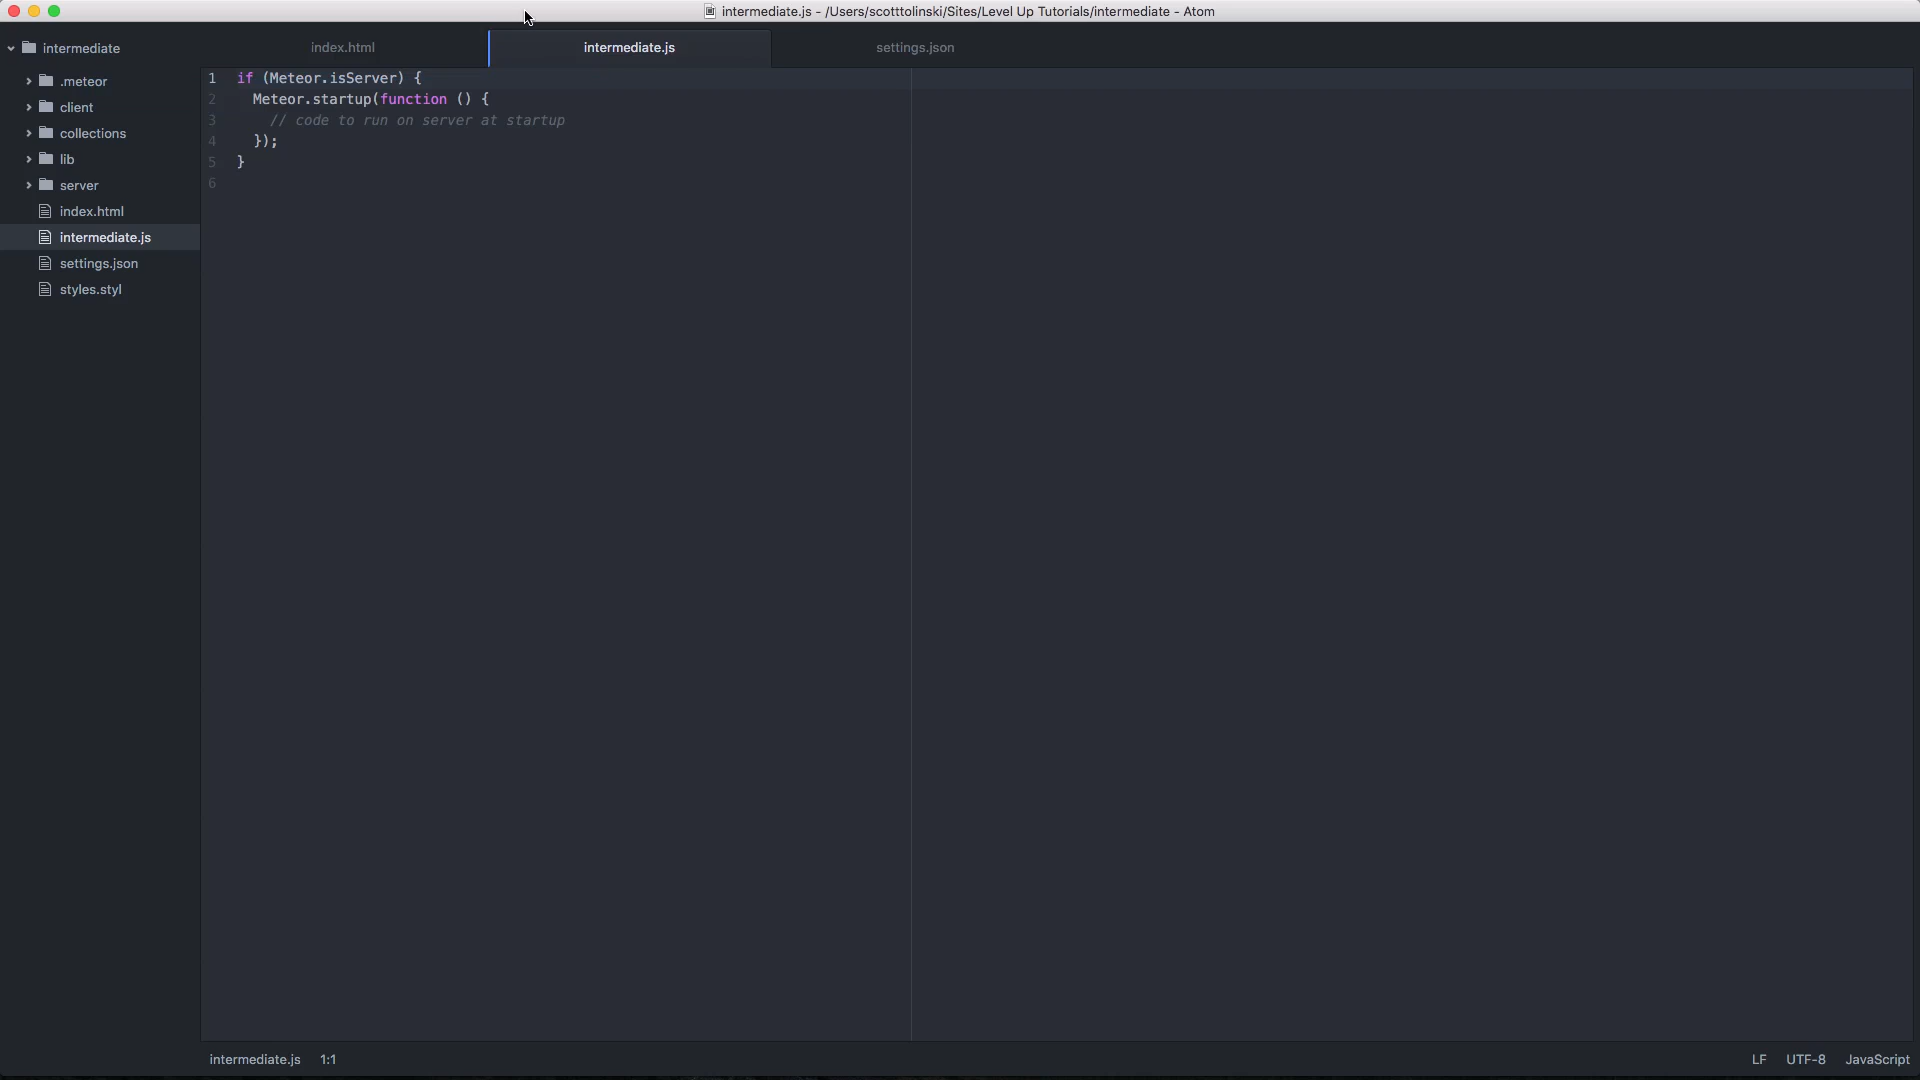 intermediate.js - /Users/scotttolinski/Sites/Level Up Tutorials/intermediate - Atom
intermediate
.meteor
client
collections
lib
server
index.html
intermediate.js
settings.json
styles.styl
index.html
intermediate.js
settings.json
1 if (Meteor.isServer) {
2   Meteor.startup(function () {
3     // code to run on server at startup
4   });
5 }
6
intermediate.js 1:1
LF UTF-8 JavaScript